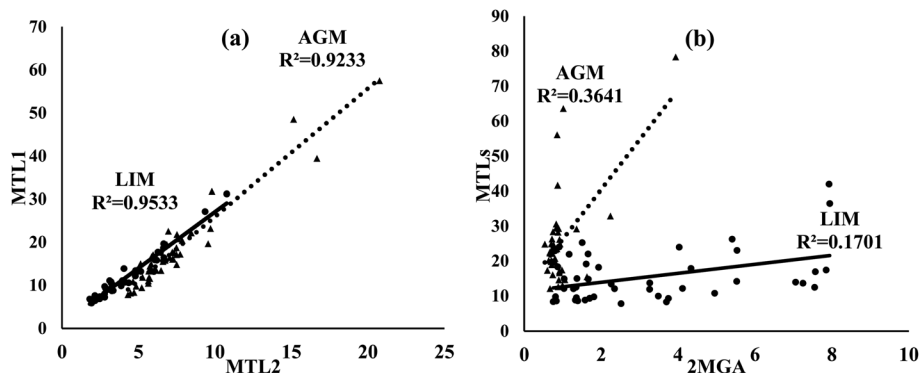 (a)
AGM
R²=0.9233
LIM
R²=0.9533
MTL1
70
60
50
40
30
20
10
0
0 5 10 15 20 25
MTL2
(b)
AGM
R²=0.3641
LIM
R²=0.1701
MTLs
90
80
70
60
50
40
30
20
10
0
0 2 4 6 8 10
2MGA